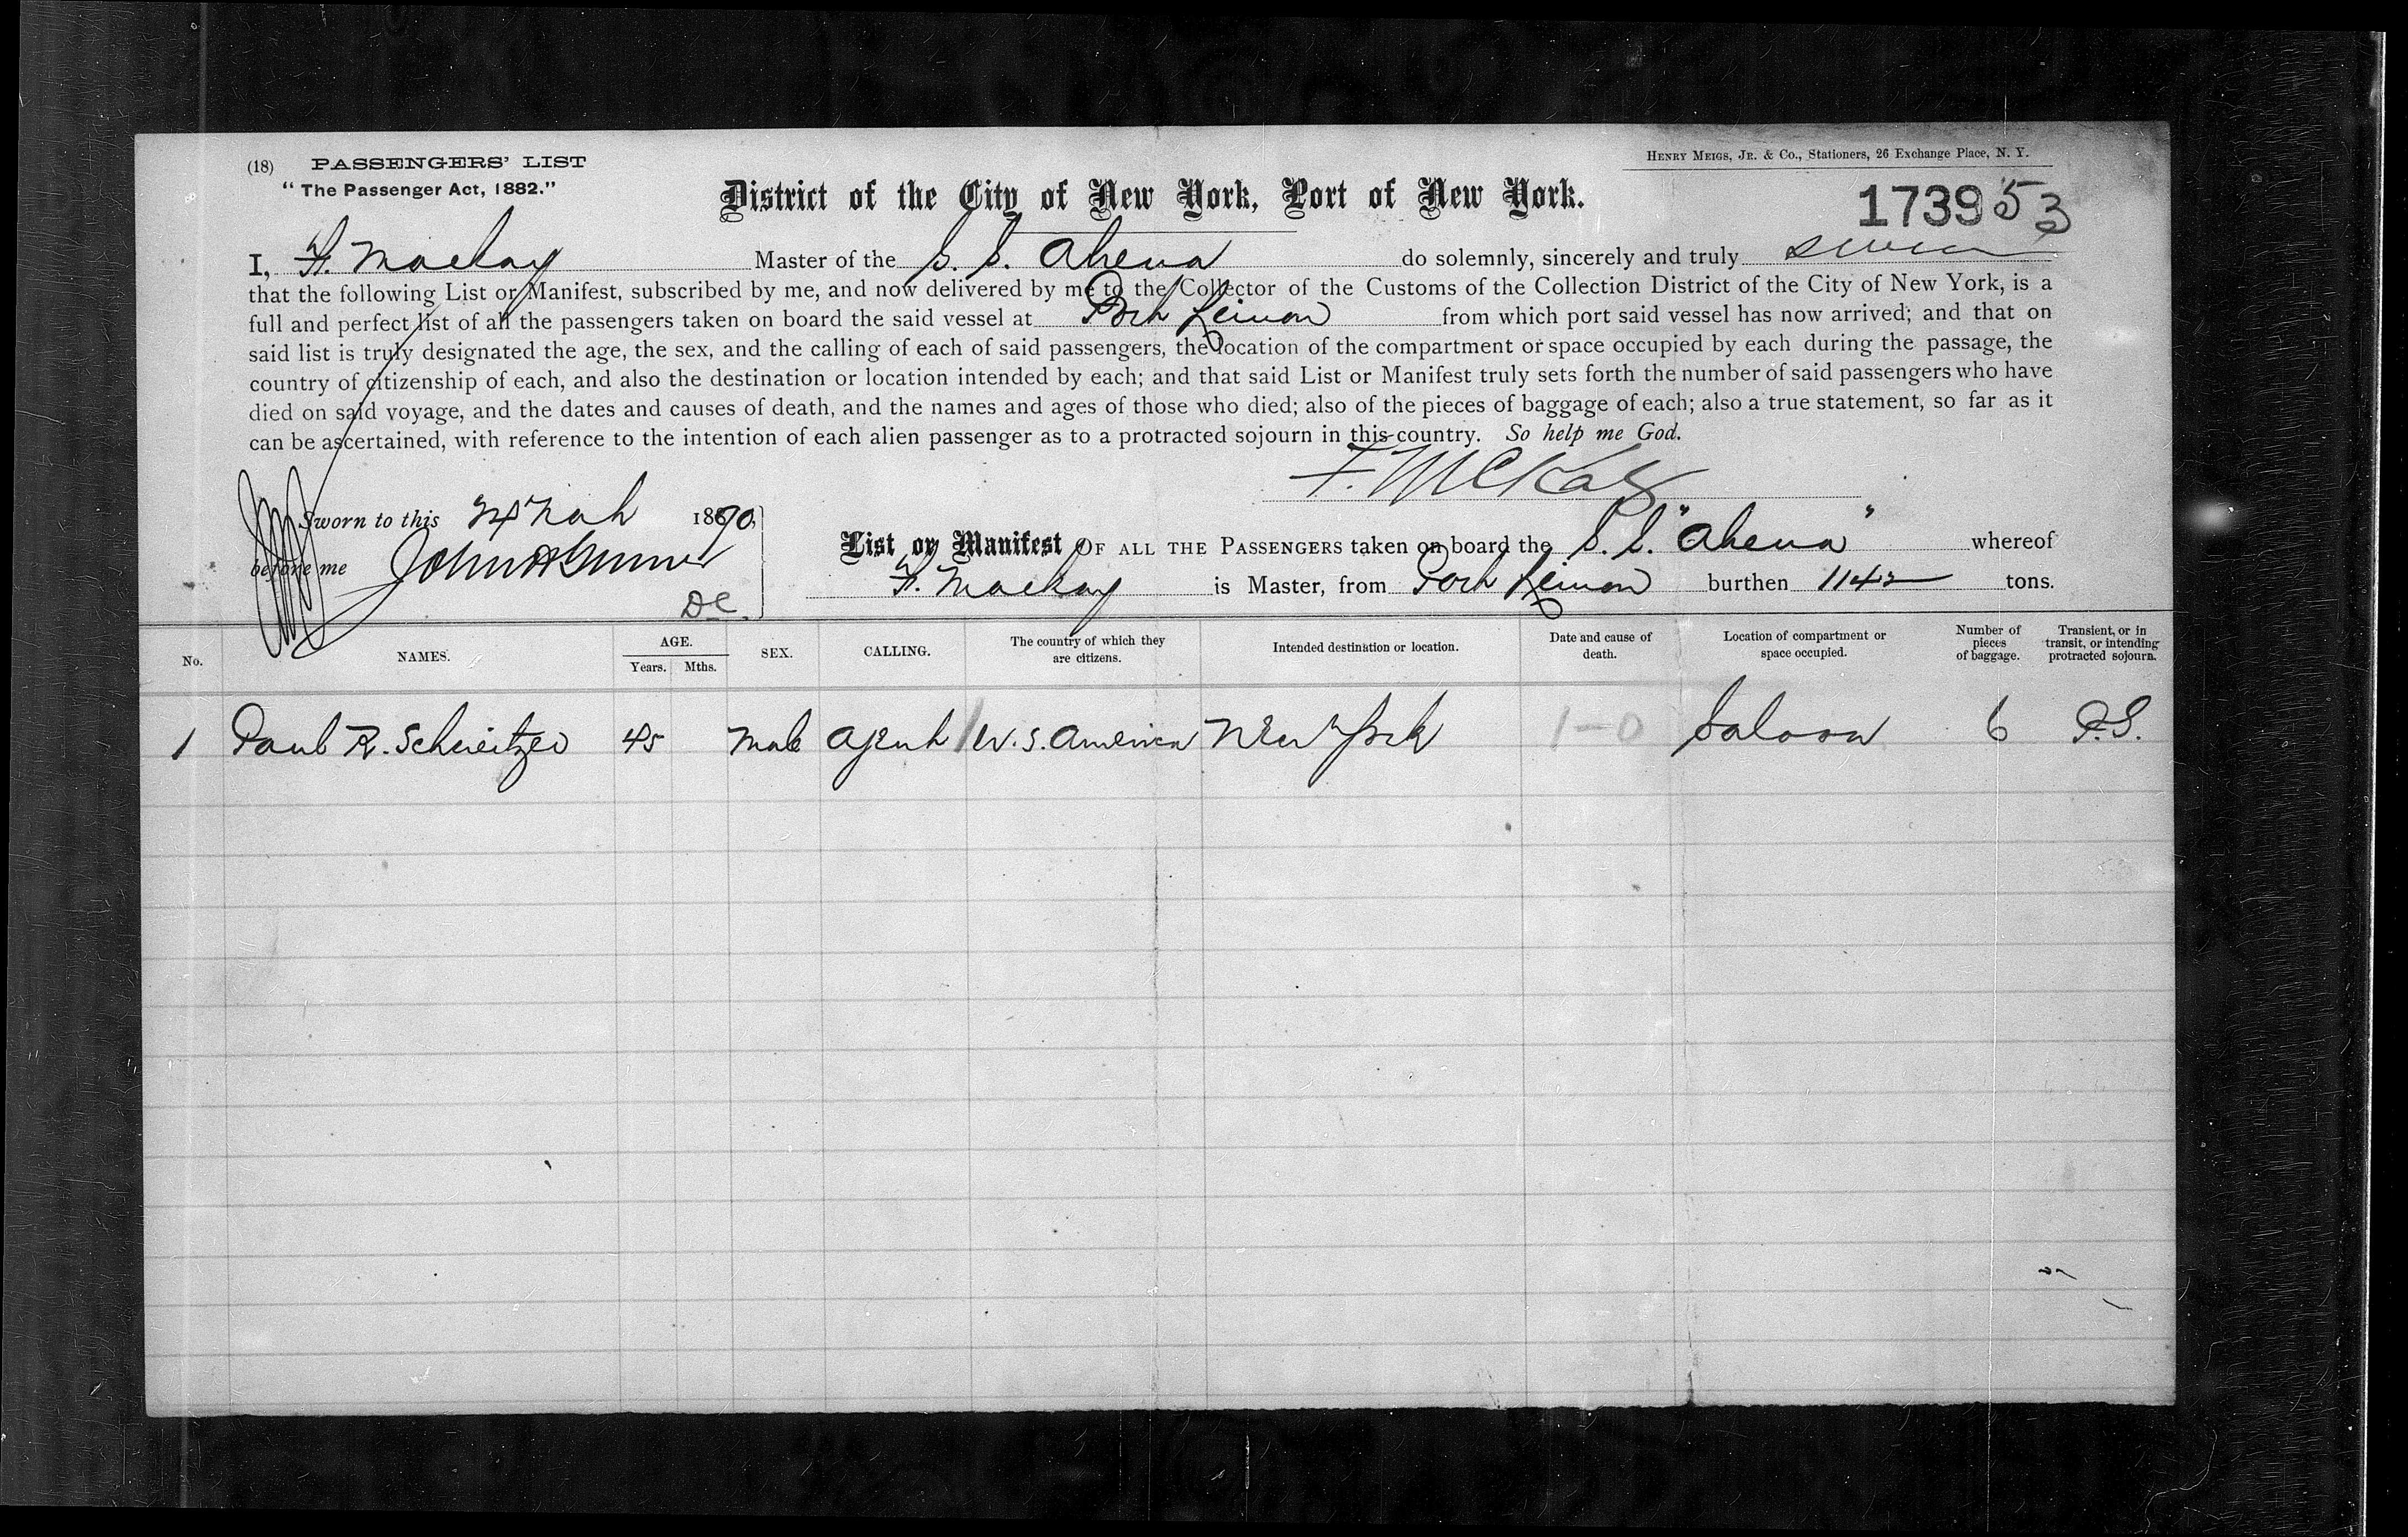 (18) PASSENGERS' LIST
"The Passenger Act, 1882."
HENRY MEIGS, JR. & CO., Stationers, 26 Exchange Place, N. Y.
District of the City of New York, Port of New York.
1739 53
I, F. Mackay Master of the S. S. Athena do solemnly, sincerely and truly swear
that the following List or Manifest, subscribed by me, and now delivered by me to the Collector of the Customs of the Collection District of the City of New York, is a
full and perfect list of all the passengers taken on board the said vessel at Port Limon from which port said vessel has now arrived; and that on
said list is truly designated the age, the sex, and the calling of each of said passengers, the location of the compartment or space occupied by each during the passage, the
country of citizenship of each, and also the destination or location intended by each; and that said List or Manifest truly sets forth the number of said passengers who have
died on said voyage, and the dates and causes of death, and the names and ages of those who died; also of the pieces of baggage of each; also a true statement, so far as it
can be ascertained, with reference to the intention of each alien passenger as to a protracted sojourn in this country. So help me God.
F. McKay
Sworn to this 24 1890
before me John
DC
List or Manifest OF ALL THE PASSENGERS taken on board the S. S. "Athena" whereof
F. Mackay is Master, from Port Limon burthen 1142 tons.
No. NAMES. AGE. Years. Mths. SEX. CALLING. The country of which they are citizens. Intended destination or location. Date and cause of death. Location of compartment or space occupied. Number of pieces of baggage. Transient, or in transit, or intending protracted sojourn.
1 Paul R. Schweitzer 45 Male Agent U. S. America New York 1-0 Saloon 6 P.S.